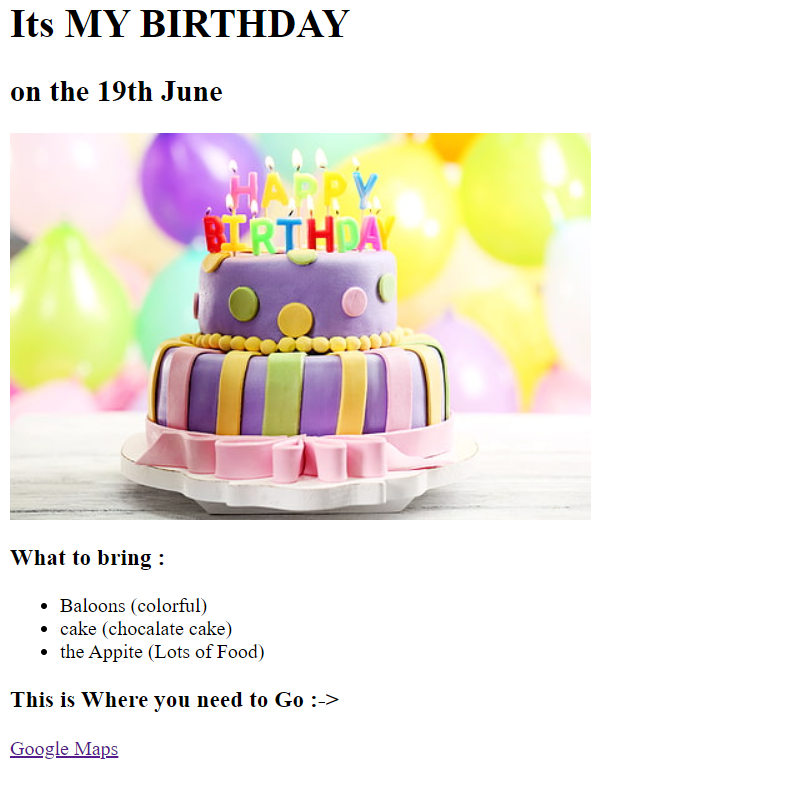 Its MY BIRTHDAY
on the 19th June
HAPPY
BIRTHDAY
What to bring :
Baloons (colorful)
cake (chocalate cake)
the Appite (Lots of Food)
This is Where you need to Go :->
Google Maps